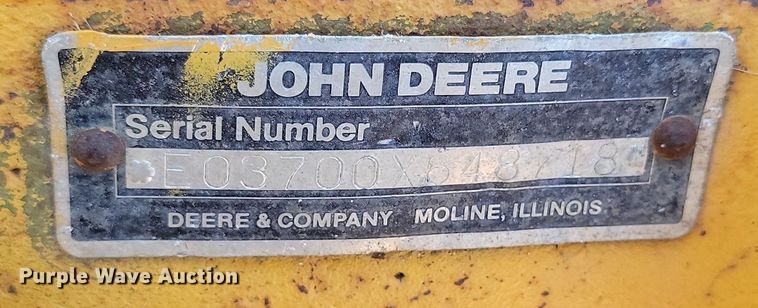 JOHN DEERE
Serial Number
E03700X648718
DEERE & COMPANY MOLINE, ILLINOIS
Purple Wave Auction